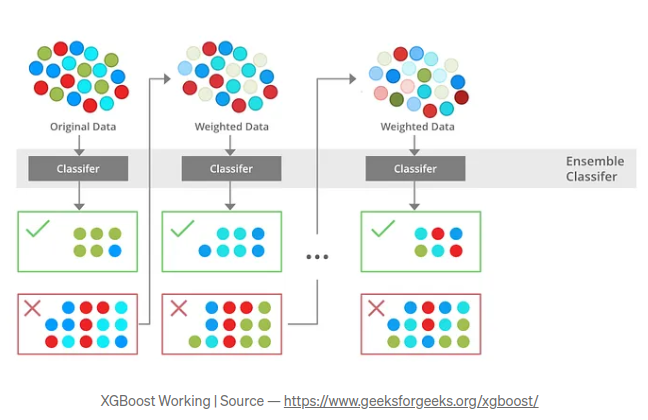 Original Data
Weighted Data
Weighted Data
Classifer
Classifer
Classifer
Ensemble
Classifer
...
XGBoost Working | Source — https://www.geeksforgeeks.org/xgboost/